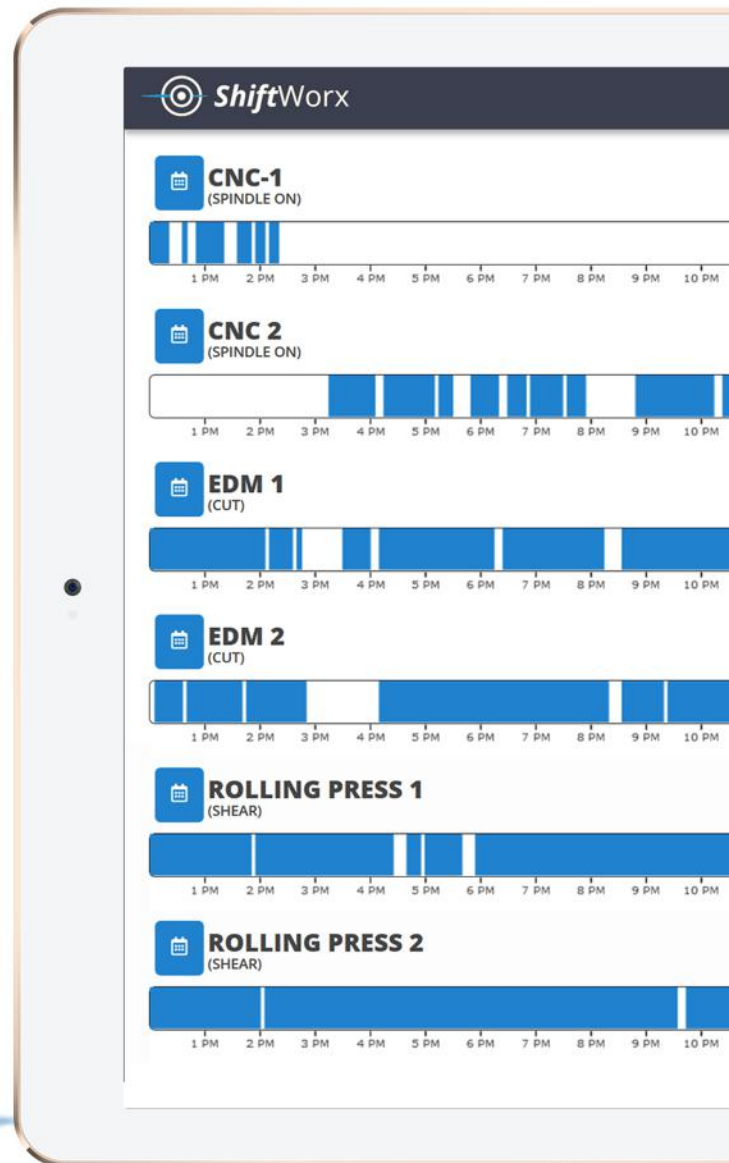 ShiftWorx
CNC-1
(SPINDLE ON)
1 PM 2 PM 3 PM 4 PM 5 PM 6 PM 7 PM 8 PM 9 PM 10 PM
CNC 2
(SPINDLE ON)
1 PM 2 PM 3 PM 4 PM 5 PM 6 PM 7 PM 8 PM 9 PM 10 PM
EDM 1
(CUT)
1 PM 2 PM 3 PM 4 PM 5 PM 6 PM 7 PM 8 PM 9 PM 10 PM
EDM 2
(CUT)
1 PM 2 PM 3 PM 4 PM 5 PM 6 PM 7 PM 8 PM 9 PM 10 PM
ROLLING PRESS 1
(SHEAR)
1 PM 2 PM 3 PM 4 PM 5 PM 6 PM 7 PM 8 PM 9 PM 10 PM
ROLLING PRESS 2
(SHEAR)
1 PM 2 PM 3 PM 4 PM 5 PM 6 PM 7 PM 8 PM 9 PM 10 PM